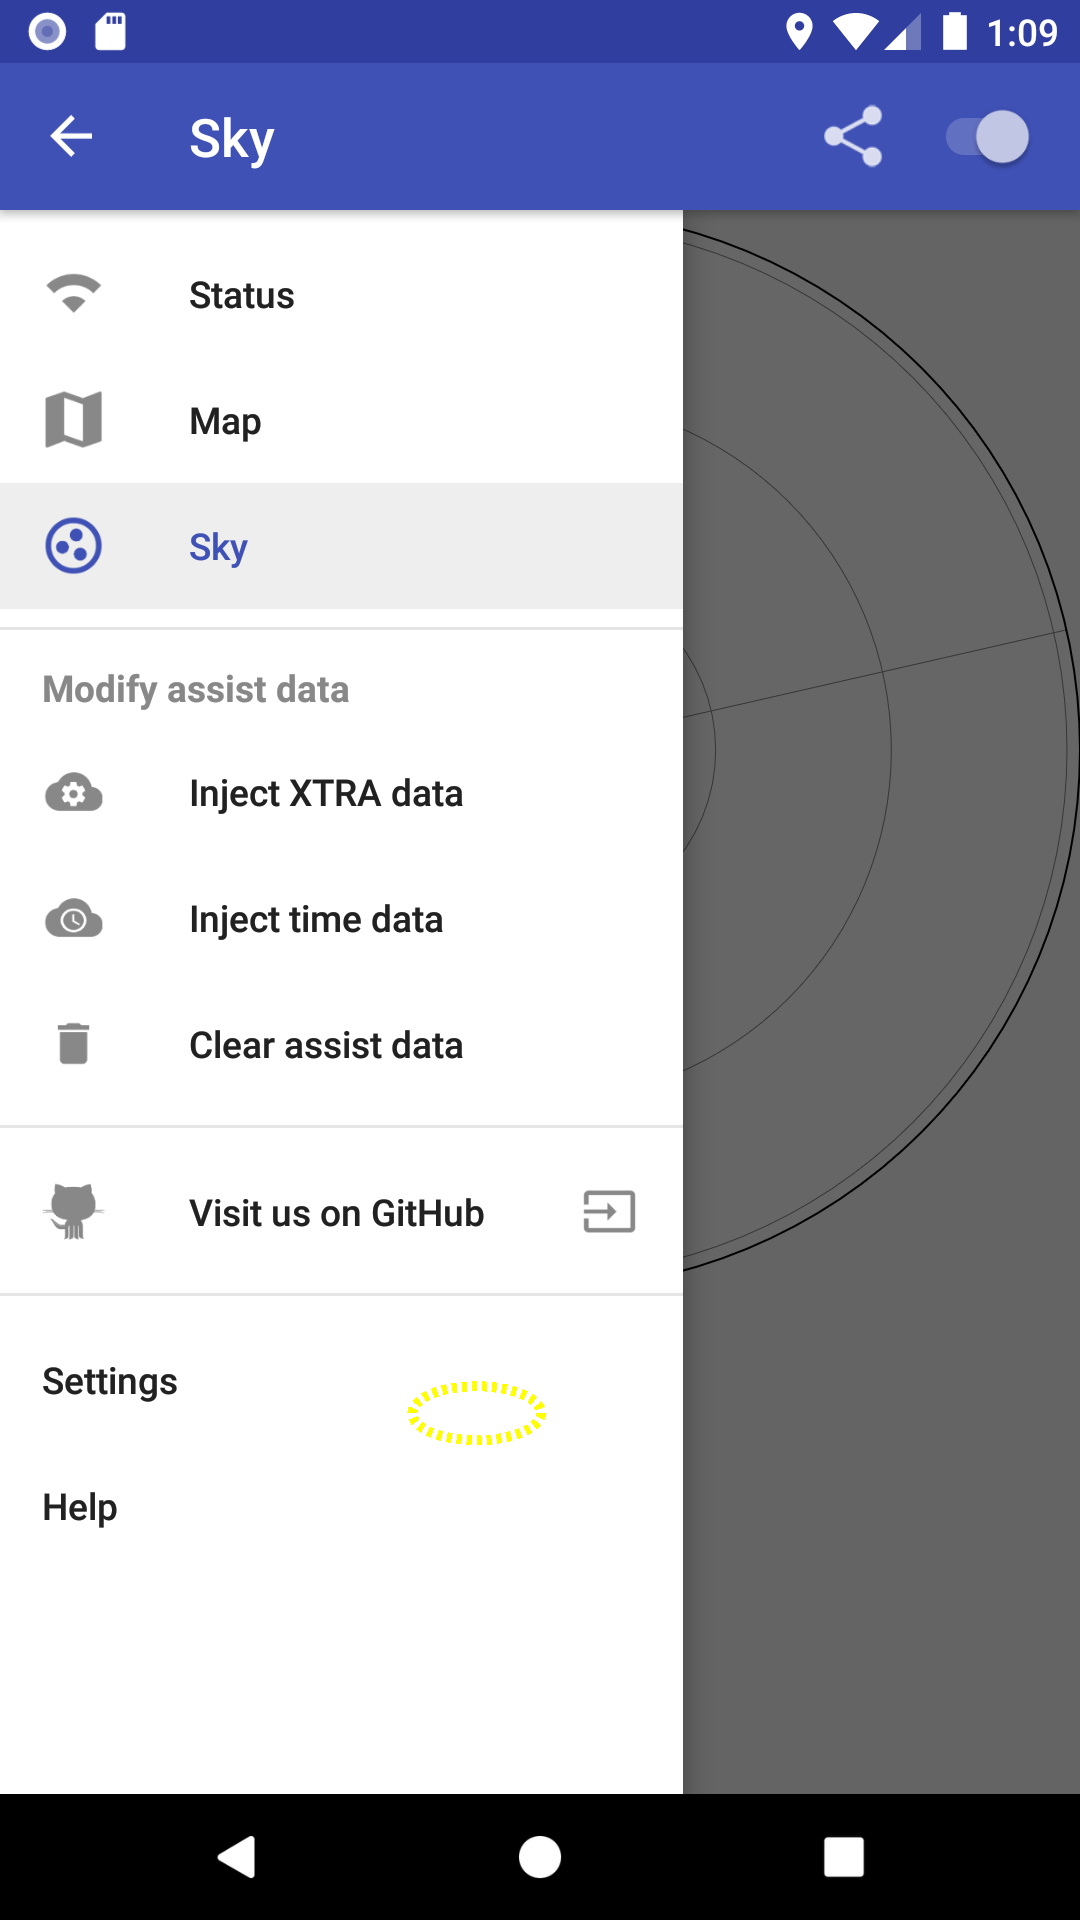 1:09
Sky
Status
Map
Sky
Modify assist data
Inject XTRA data
Inject time data
Clear assist data
Visit us on GitHub
Settings
Help